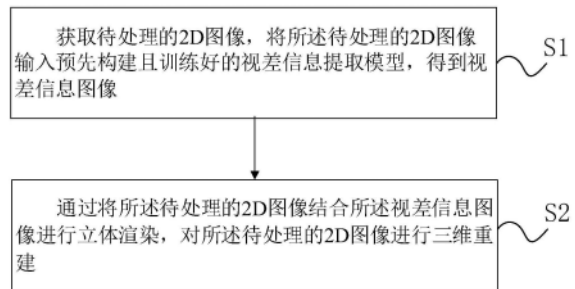 获取待处理的2D图像，将所述待处理的2D图像
输入预先构建且训练好的视差信息提取模型，得到视
差信息图像
S1
通过将所述待处理的2D图像结合所述视差信息图
像进行立体渲染，对所述待处理的2D图像进行三维重
建
S2